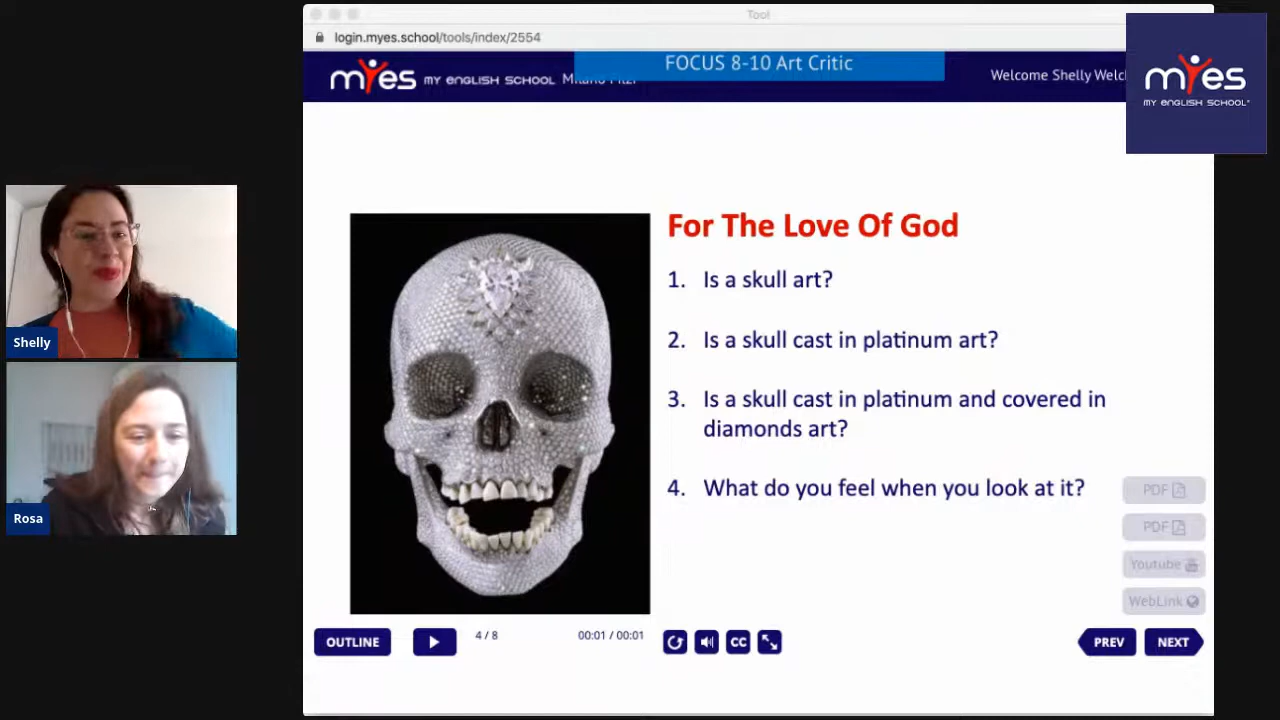 Tool
login.myes.school/tools/index/2554
FOCUS 8-10 Art Critic
myes MY ENGLISH SCHOOL
Welcome Shelly Welch
myes
MY ENGLISH SCHOOL
For The Love Of God
1. Is a skull art?
2. Is a skull cast in platinum art?
3. Is a skull cast in platinum and covered in
diamonds art?
4. What do you feel when you look at it?
Shelly
Rosa
PDF
PDF
Youtube
WebLink
OUTLINE
4 / 8
00:01 / 00:01
CC
PREV
NEXT